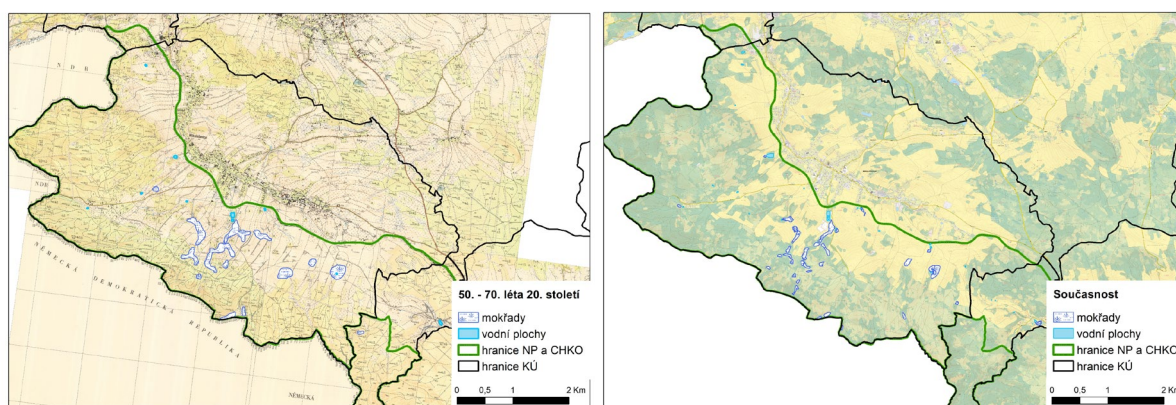 N D R
NDR
NĚMECKÁ DEMOKRATICKÁ REPUBLIKA
NĚMECKÁ
50. - 70. léta 20. století
mokřady
vodní plochy
hranice NP a CHKO
hranice KÚ
0 0,5 1 2 Km
Současnost
mokřady
vodní plochy
hranice NP a CHKO
hranice KÚ
0 0,5 1 2 Km